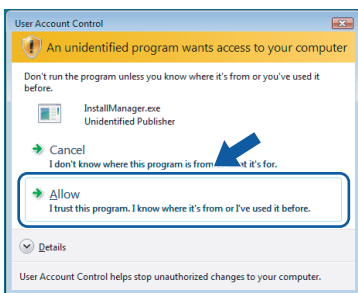 User Account Control
An unidentified program wants access to your computer
Don't run the program unless you know where it's from or you've used it
before.
InstallManager.exe
Unidentified Publisher
Cancel
I don't know where this program is from it's for.
Allow
I trust this program. I know where it's from or I've used it before.
Details
User Account Control helps stop unauthorized changes to your computer.